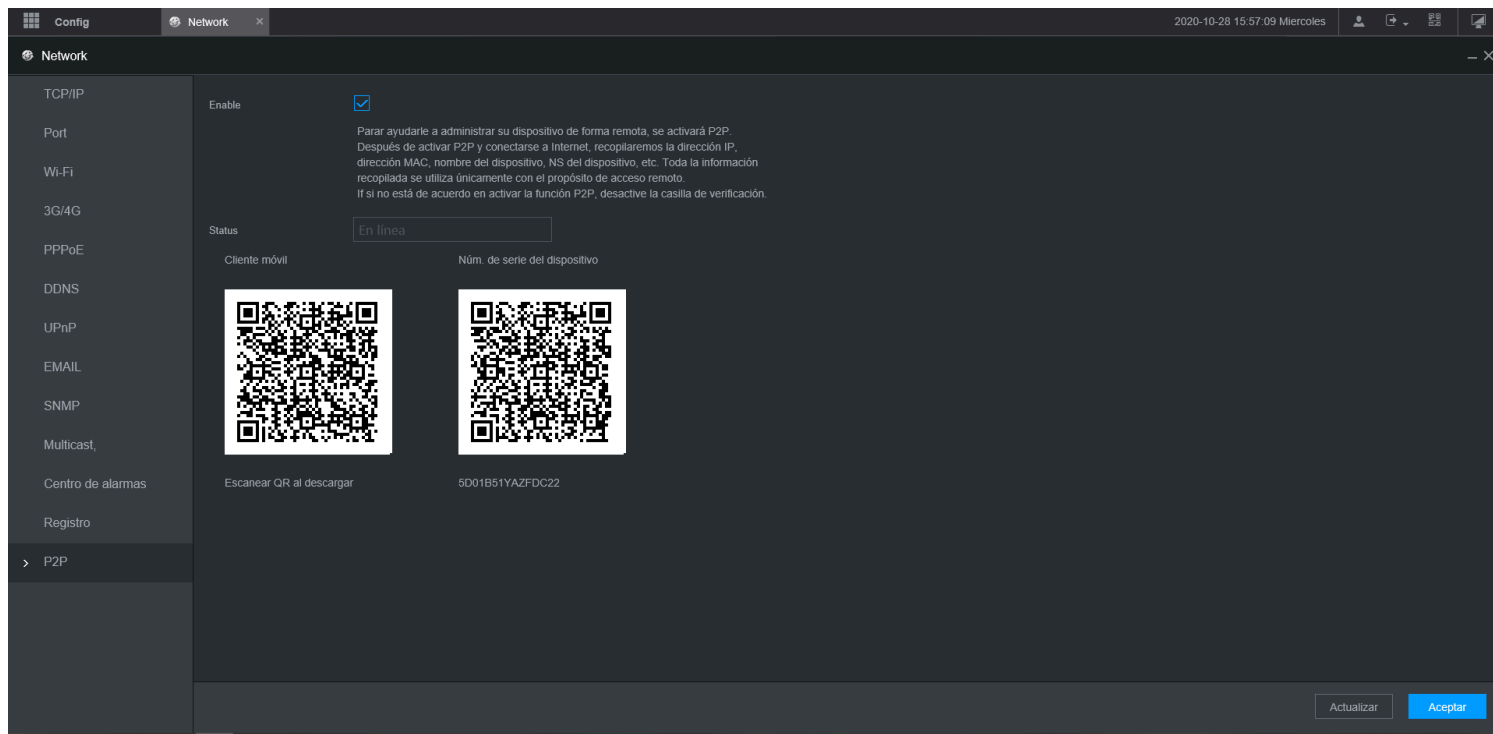 Config
Network
2020-10-28 15:57:09 Miercoles
Network
TCP/IP
Port
Wi-Fi
3G/4G
PPPoE
DDNS
UPnP
EMAIL
SNMP
Multicast,
Centro de alarmas
Registro
P2P
Enable
Parar ayudarle a administrar su dispositivo de forma remota, se activará P2P.
Después de activar P2P y conectarse a Internet, recopilaremos la dirección IP,
dirección MAC, nombre del dispositivo, NS del dispositivo, etc. Toda la información
recopilada se utiliza únicamente con el propósito de acceso remoto.
If si no está de acuerdo en activar la función P2P, desactive la casilla de verificación.
Status En línea
Cliente móvil Núm. de serie del dispositivo
Escanear QR al descargar 5D01B51YAZFDC22
Actualizar Aceptar